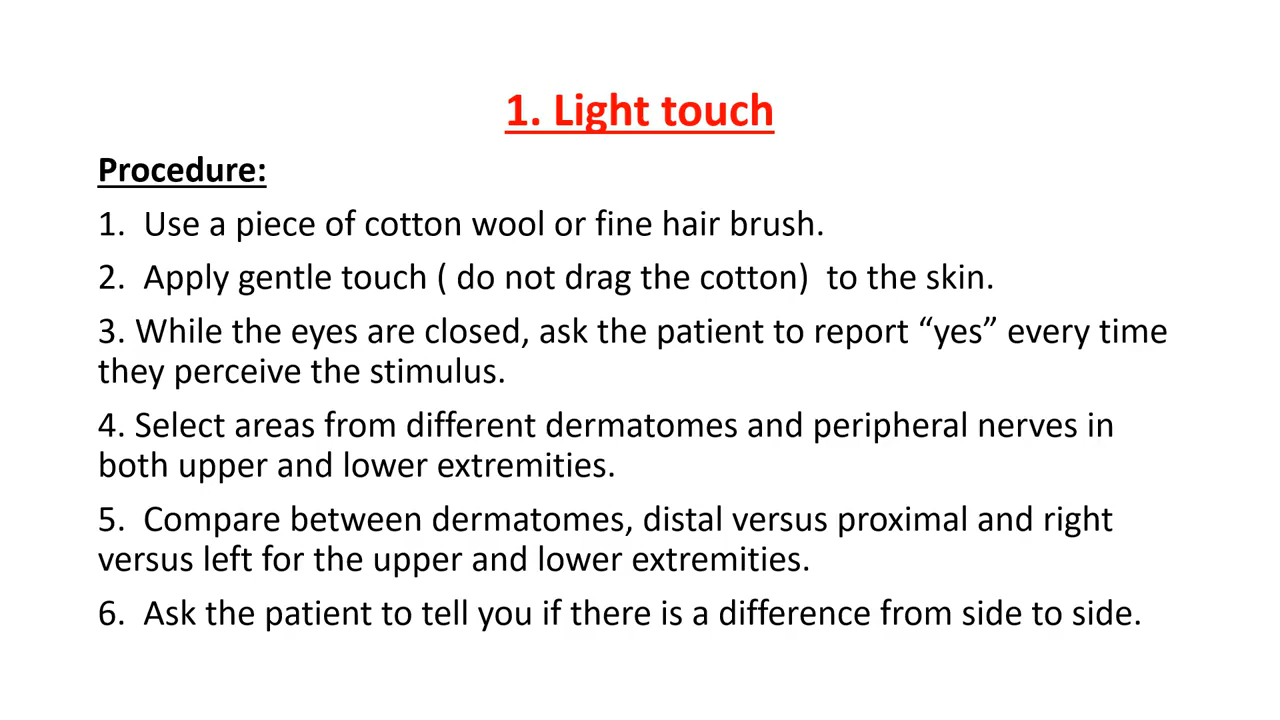 1. Light touch
Procedure:
1.  Use a piece of cotton wool or fine hair brush.
2.  Apply gentle touch ( do not drag the cotton)  to the skin.
3. While the eyes are closed, ask the patient to report “yes” every time
they perceive the stimulus.
4. Select areas from different dermatomes and peripheral nerves in
both upper and lower extremities.
5.  Compare between dermatomes, distal versus proximal and right
versus left for the upper and lower extremities.
6.  Ask the patient to tell you if there is a difference from side to side.